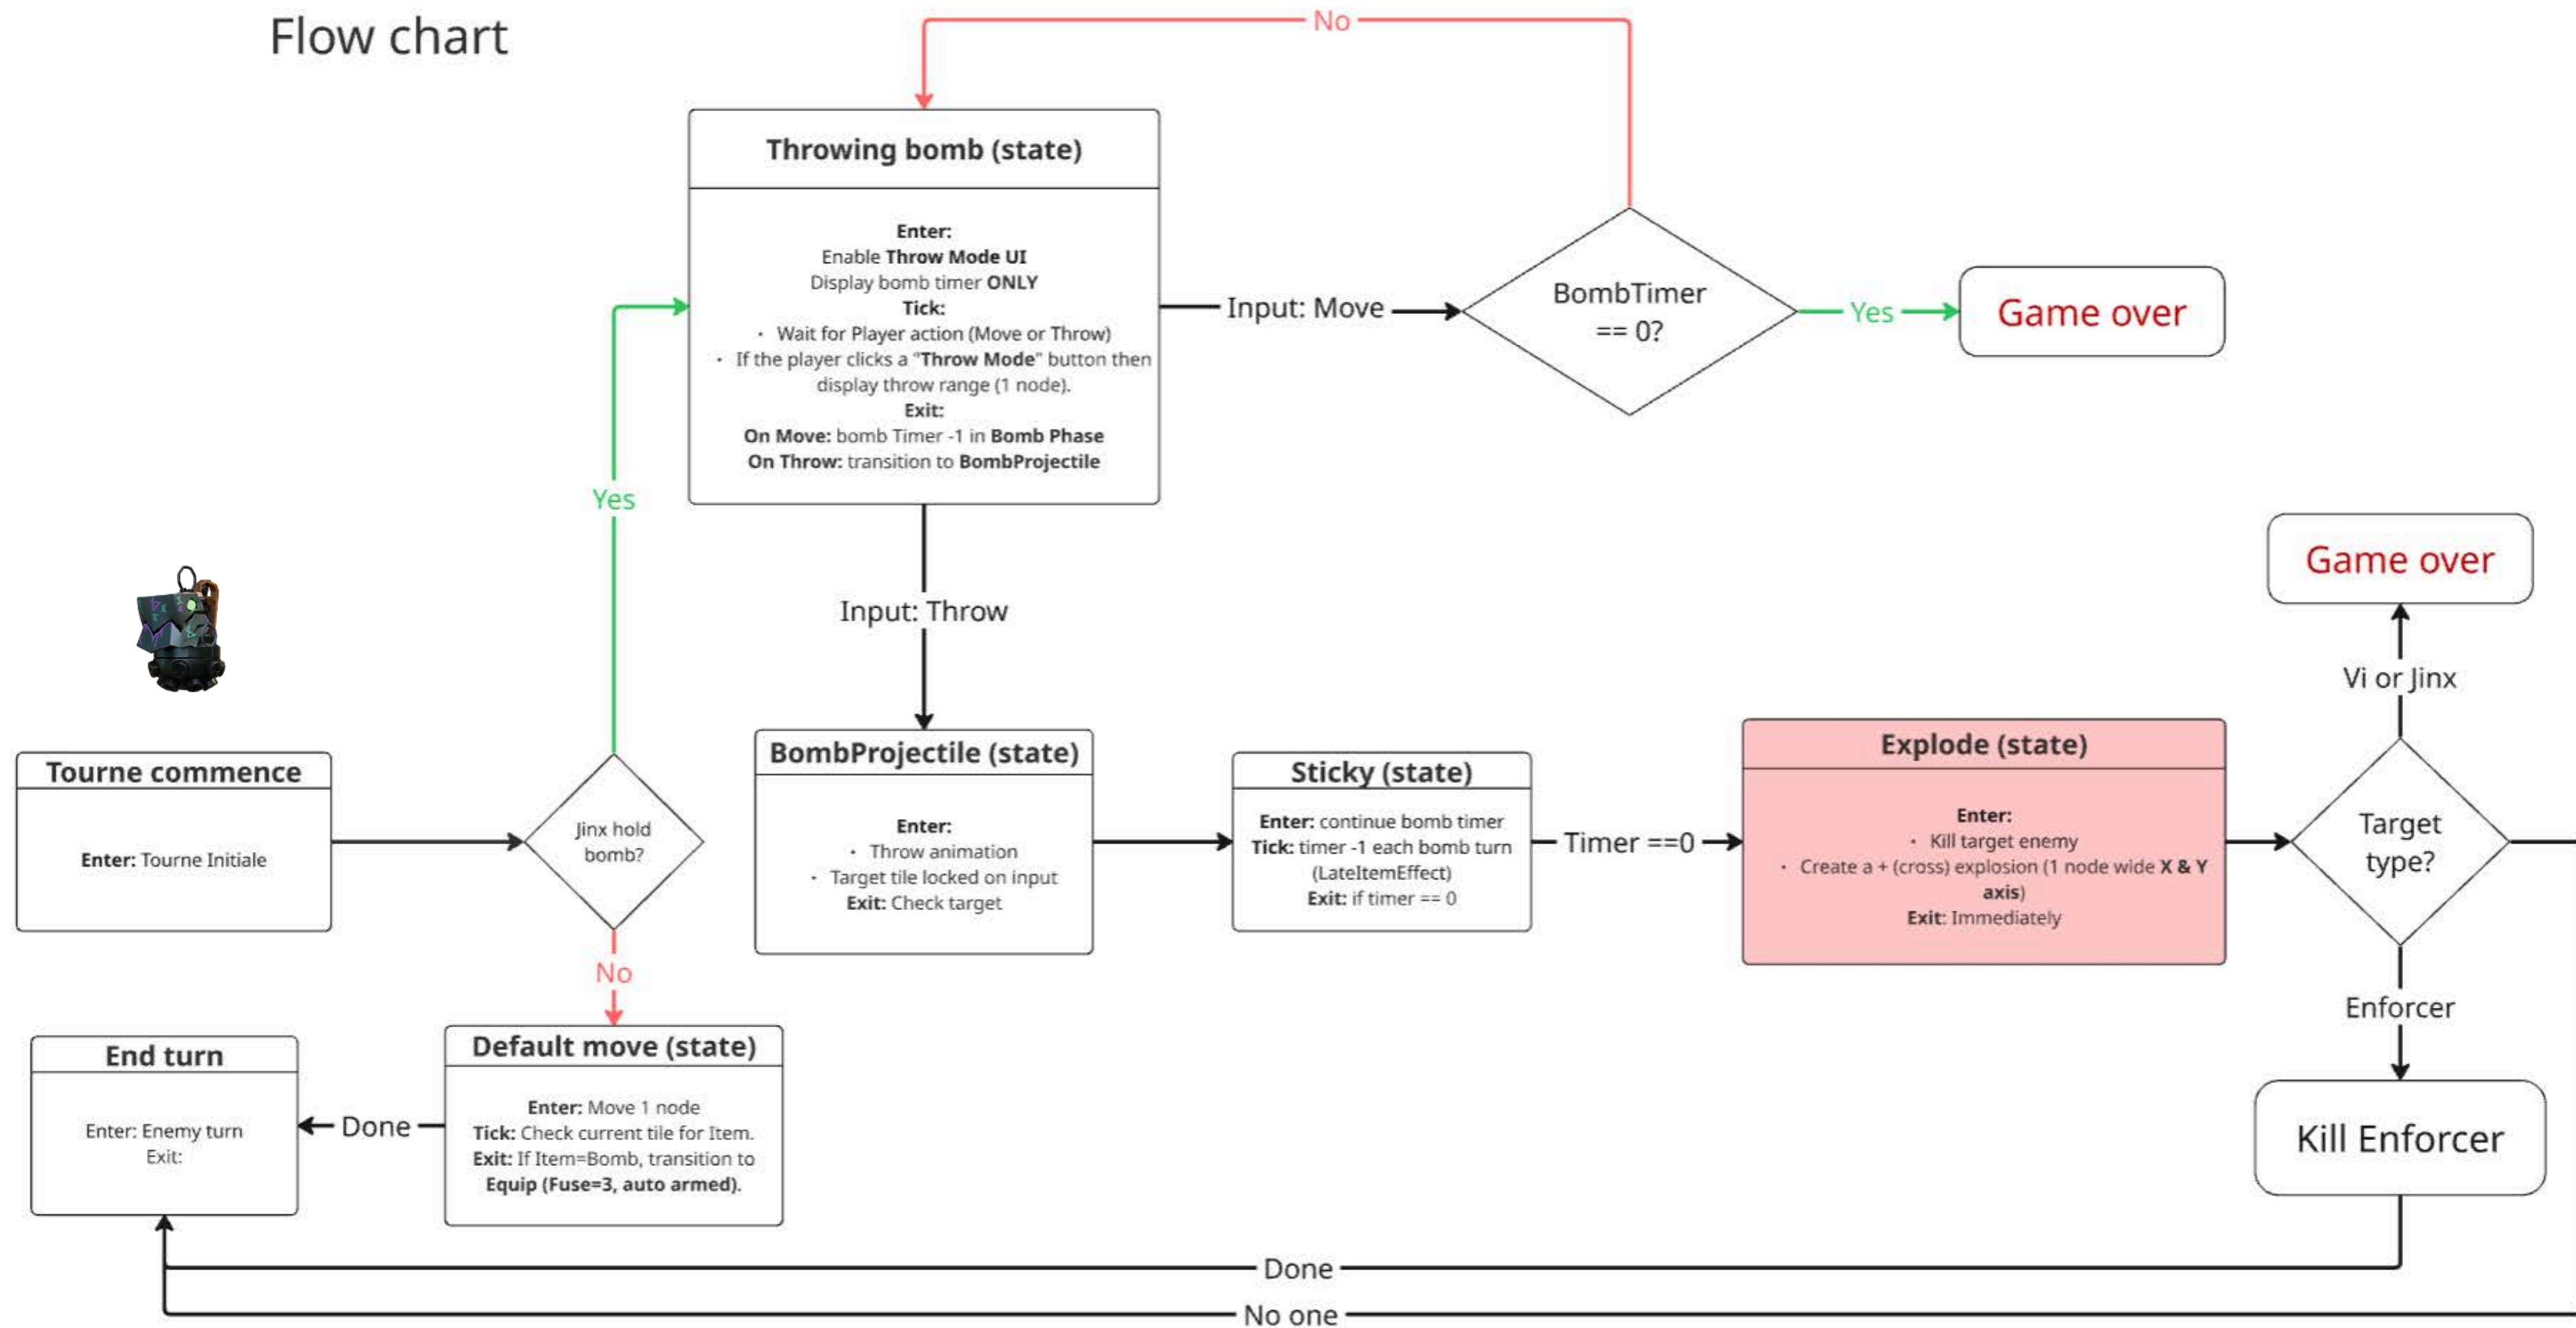 Flow chart
No
Throwing bomb (state)
Enter:
Enable Throw Mode UI
Display bomb timer ONLY
Tick:
• Wait for Player action (Move or Throw)
• If the player clicks a "Throw Mode" button then
display throw range (1 node).
Exit:
On Move: bomb Timer -1 in Bomb Phase
On Throw: transition to BombProjectile
Input: Move
BombTimer
== 0?
Yes
Game over
Yes
Input: Throw
Game over
Vi or Jinx
Tourne commence
Enter: Tourne Initiale
Jinx hold
bomb?
BombProjectile (state)
Enter:
• Throw animation
• Target tile locked on input
Exit: Check target
Sticky (state)
Enter: continue bomb timer
Tick: timer -1 each bomb turn
(LateItemEffect)
Exit: if timer == 0
Timer ==0
Explode (state)
Enter:
• Kill target enemy
• Create a + (cross) explosion (1 node wide X & Y
axis)
Exit: Immediately
Target
type?
No
Enforcer
End turn
Enter: Enemy turn
Exit:
Done
Default move (state)
Enter: Move 1 node
Tick: Check current tile for Item.
Exit: If Item=Bomb, transition to
Equip (Fuse=3, auto armed).
Kill Enforcer
Done
No one